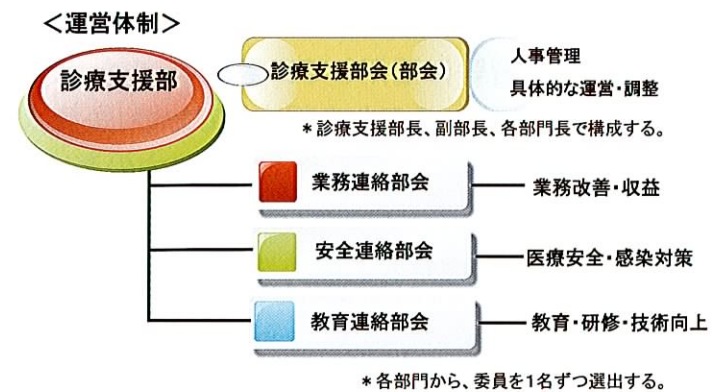 ＜運営体制＞
診療支援部
診療支援部会(部会)
人事管理
具体的な運営・調整
＊診療支援部長、副部長、各部門長で構成する。
業務連絡部会
業務改善・収益
安全連絡部会
医療安全・感染対策
教育連絡部会
教育・研修・技術向上
＊各部門から、委員を1名ずつ選出する。